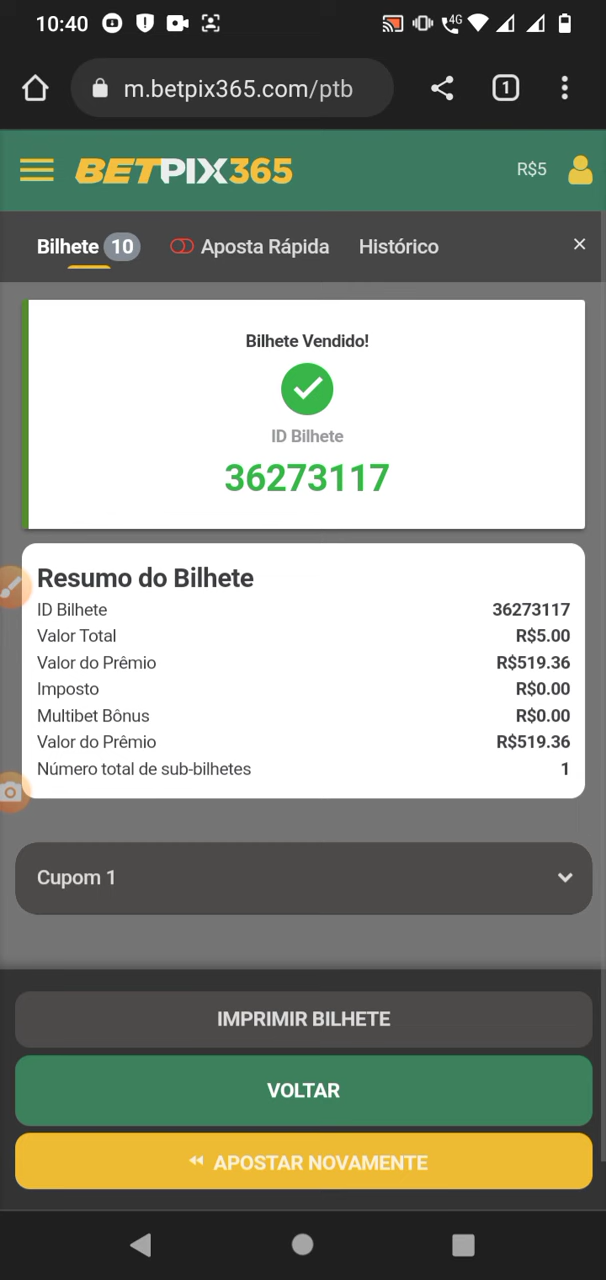 10:40
4G
m.betpix365.com/ptb
1
BETPIX365
R$5
Bilhete 10
Aposta Rápida
Histórico
×
Bilhete Vendido!
ID Bilhete
36273117
Resumo do Bilhete
ID Bilhete 36273117
Valor Total R$5.00
Valor do Prêmio R$519.36
Imposto R$0.00
Multibet Bônus R$0.00
Valor do Prêmio R$519.36
Número total de sub-bilhetes 1
Cupom 1
IMPRIMIR BILHETE
VOLTAR
APOSTAR NOVAMENTE